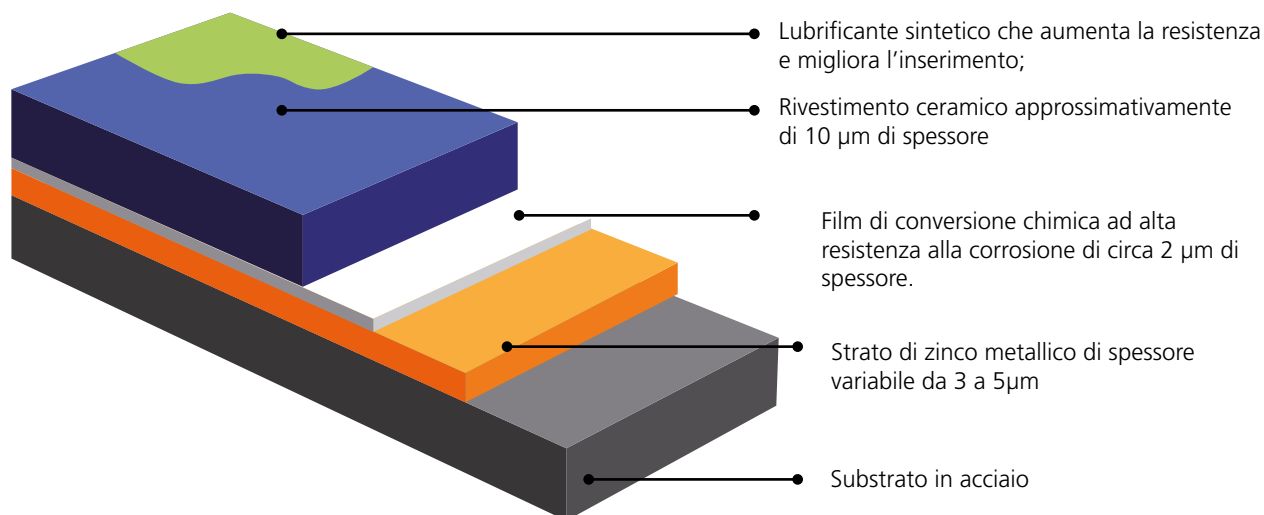 Lubrificante sintetico che aumenta la resistenza
e migliora l’inserimento;
Rivestimento ceramico approssimativamente
di 10 µm di spessore
Film di conversione chimica ad alta
resistenza alla corrosione di circa 2 µm di
spessore.
Strato di zinco metallico di spessore
variabile da 3 a 5µm
Substrato in acciaio